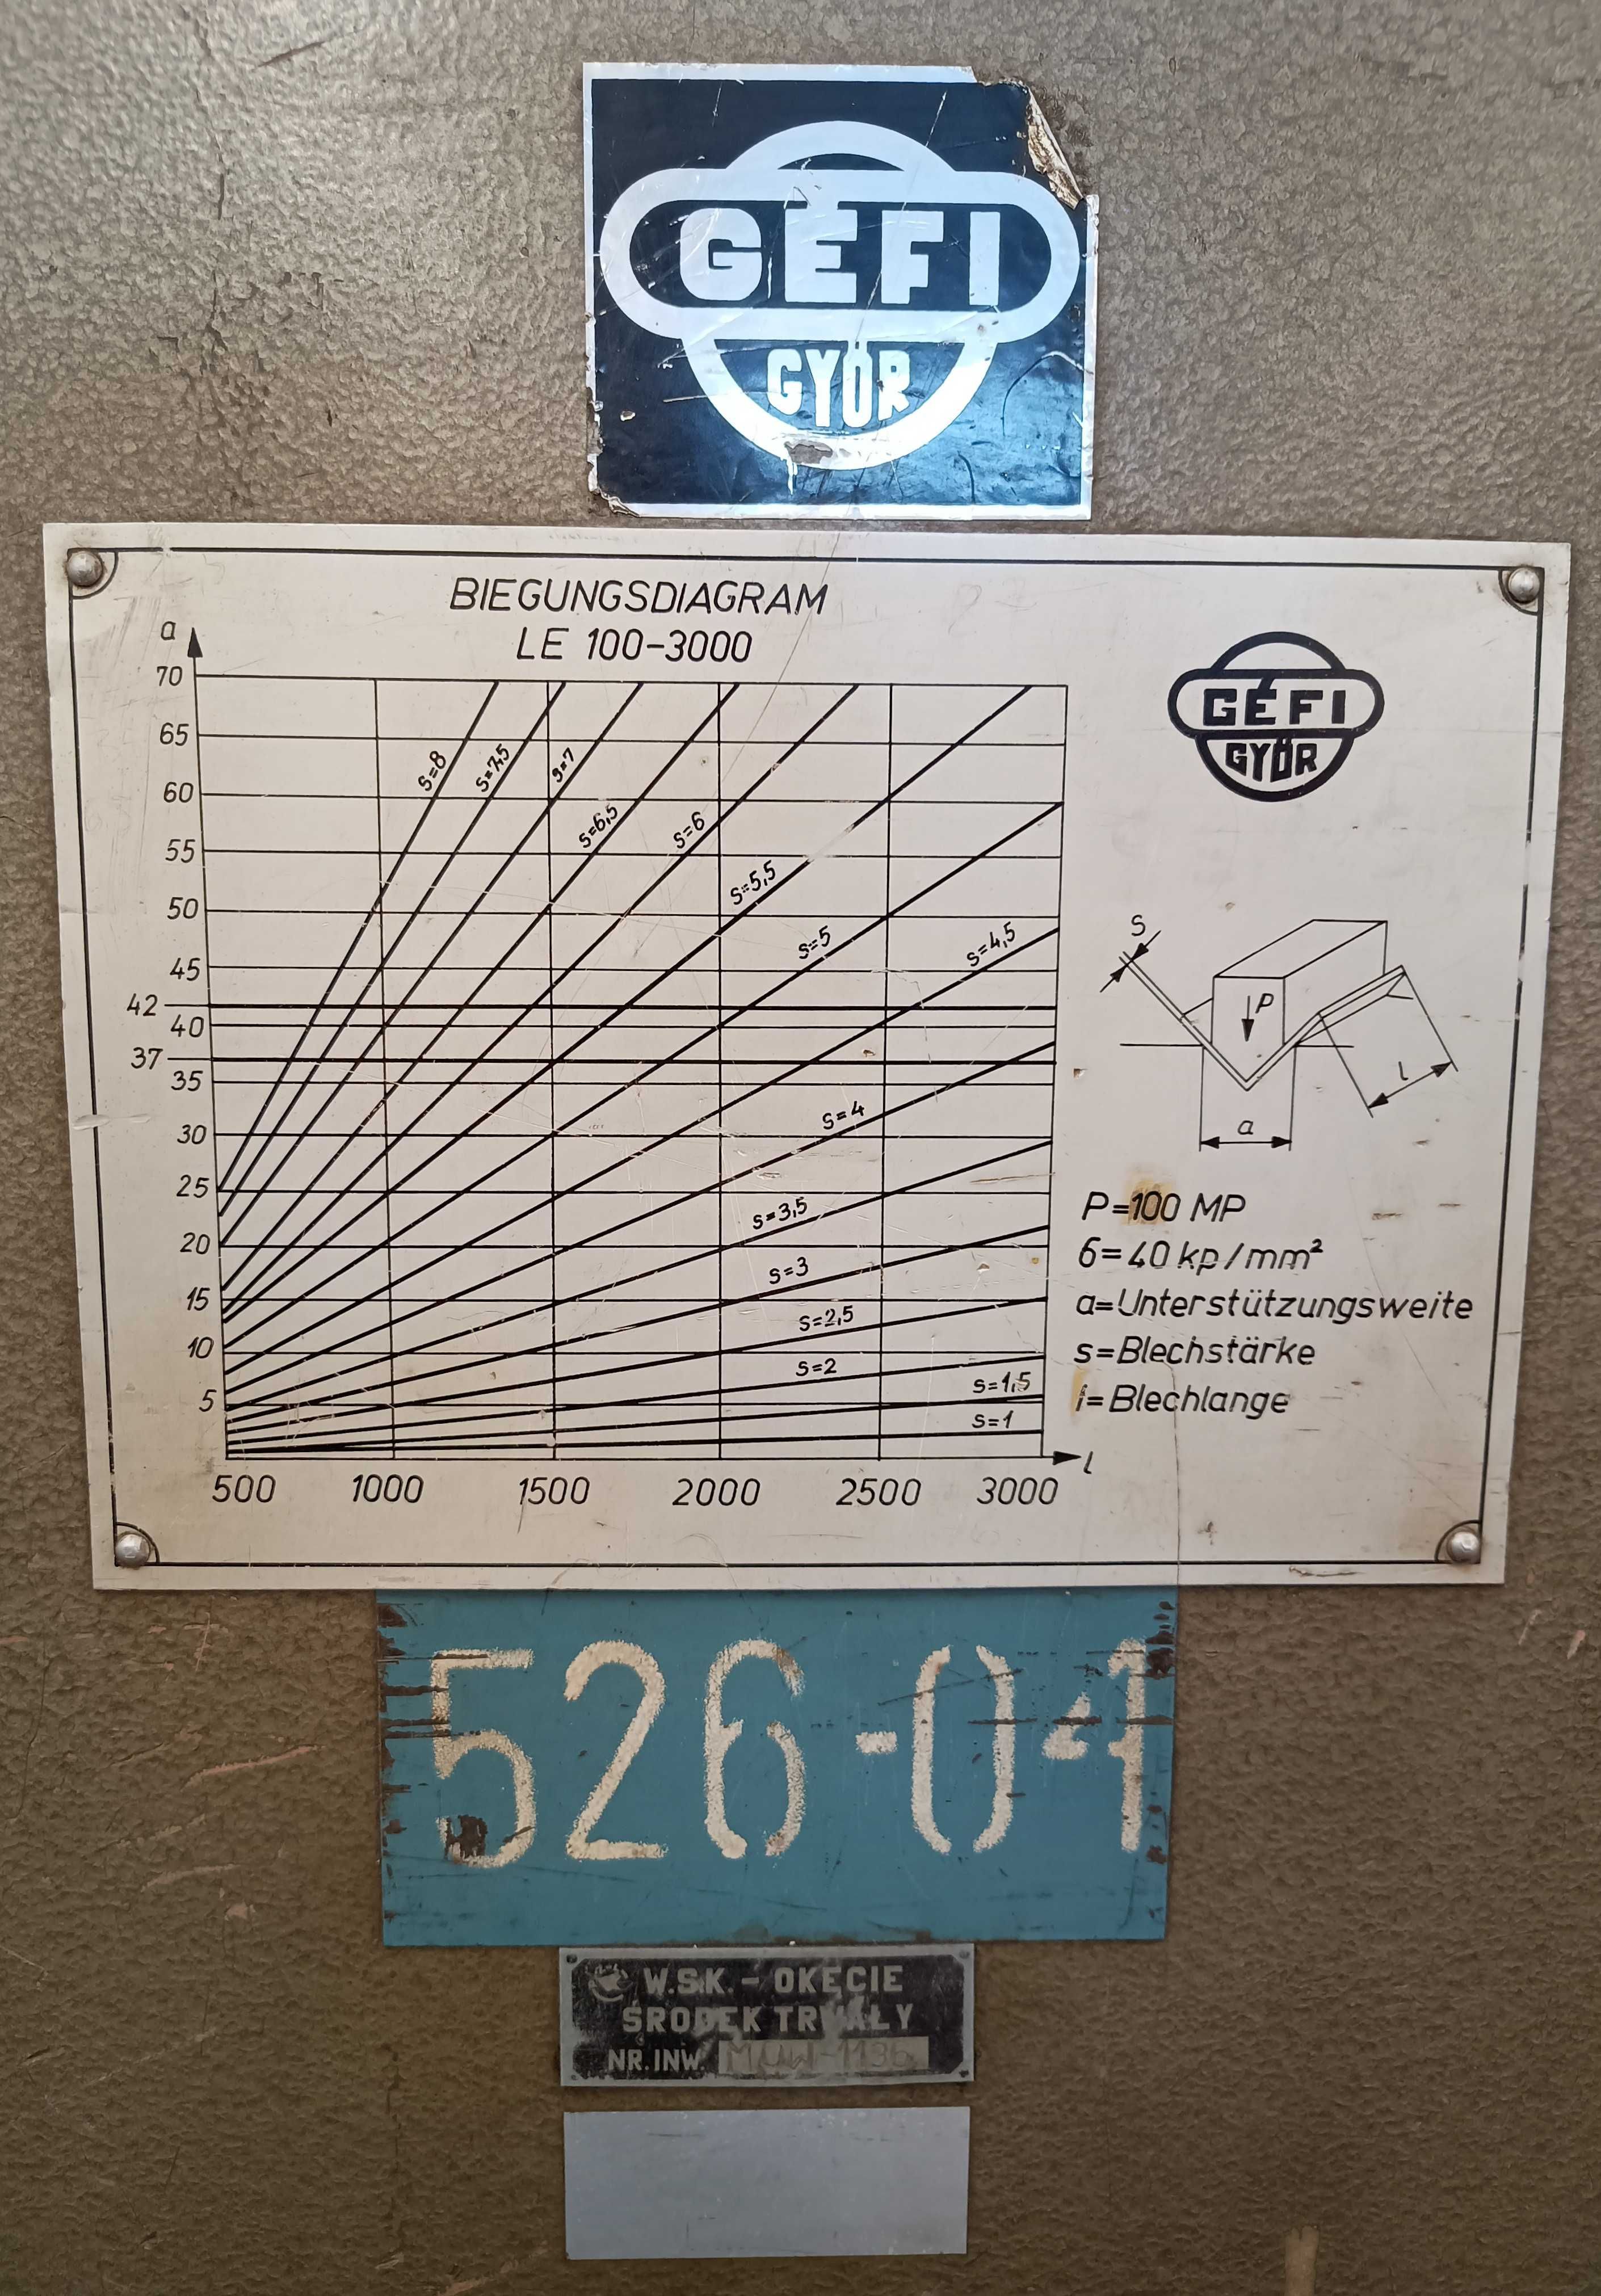 GÉFI
GYŐR
BIEGUNGSDIAGRAM
LE 100-3000
a
70
65
60
55
50
45
42
40
37
35
30
25
20
15
10
5
s=8
s=7,5
s=7
s=6,5
s=6
s=5,5
s=5
s=4,5
s=4
s=3,5
s=3
s=2,5
s=2
s=1,5
s=1
500 1000 1500 2000 2500 3000
l
GÉFI
GYŐR
S
P
l
a
P=100 MP
б=40 kp/mm²
a=Unterstützungsweite
s=Blechstärke
l=Blechlange
526-04
W.S.K. - OKĘCIE
ŚRODEK TRWAŁY
NR. INW.